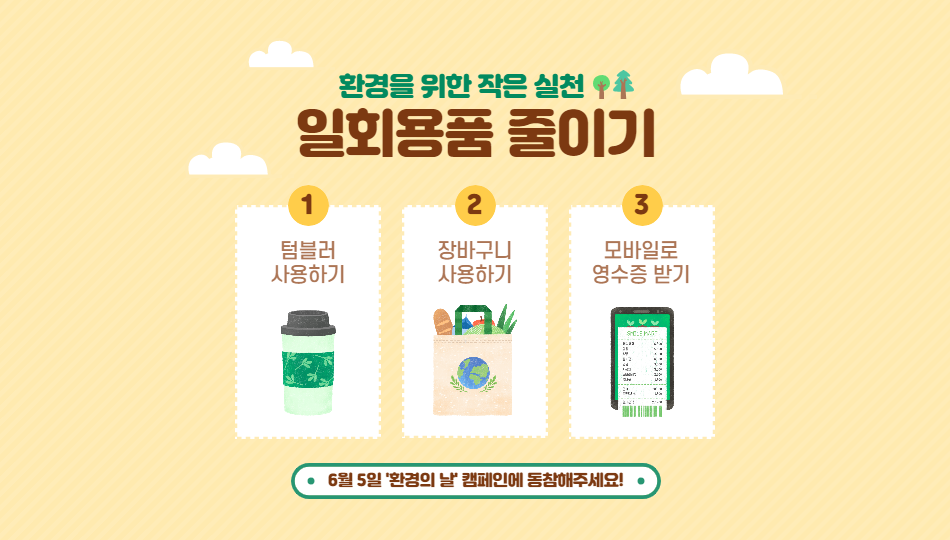 환경을 위한 작은 실천
일회용품 줄이기
1
텀블러
사용하기
2
장바구니
사용하기
3
모바일로
영수증 받기
6월 5일 '환경의 날' 캠페인에 동참해주세요!